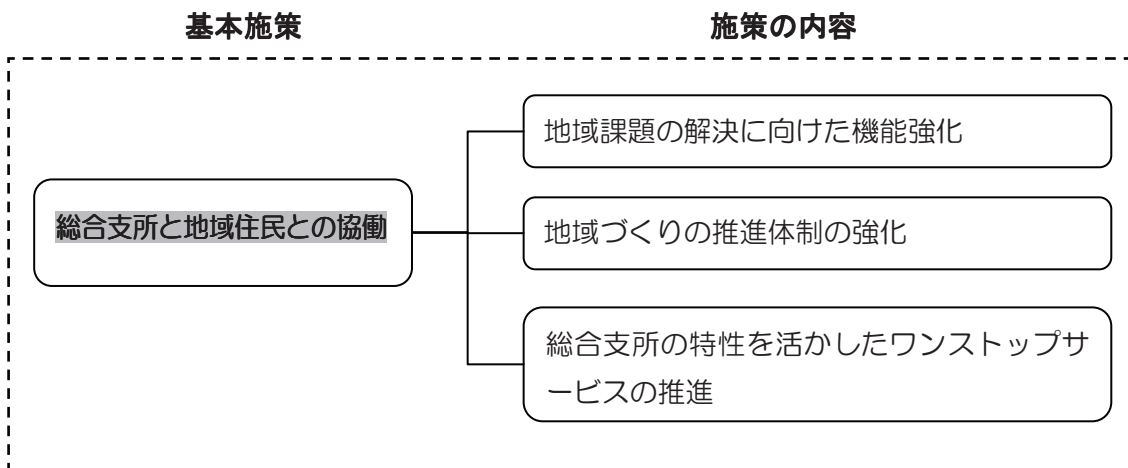 基本施策
施策の内容
総合支所と地域住民との協働
地域課題の解決に向けた機能強化
地域づくりの推進体制の強化
総合支所の特性を活かしたワンストップサ
ービスの推進